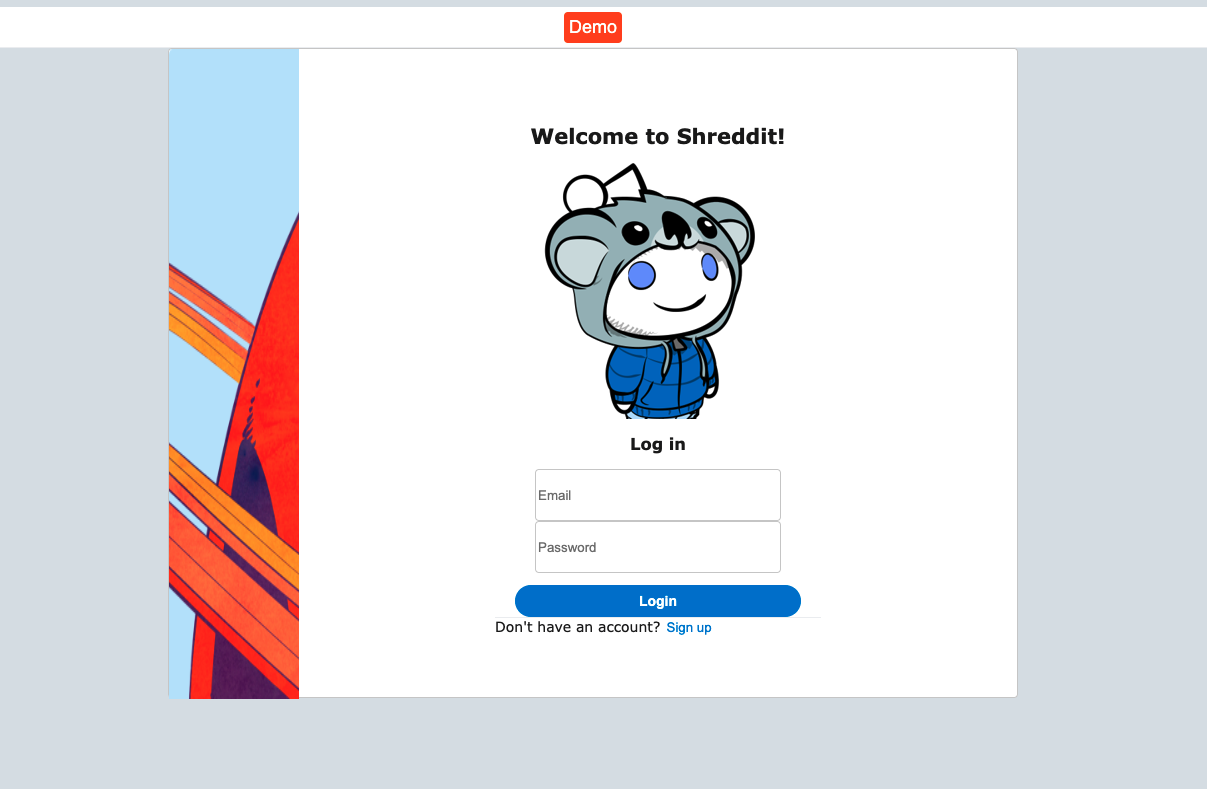 Demo
Welcome to Shreddit!
Log in
Email
Password
Login
Don't have an account? Sign up